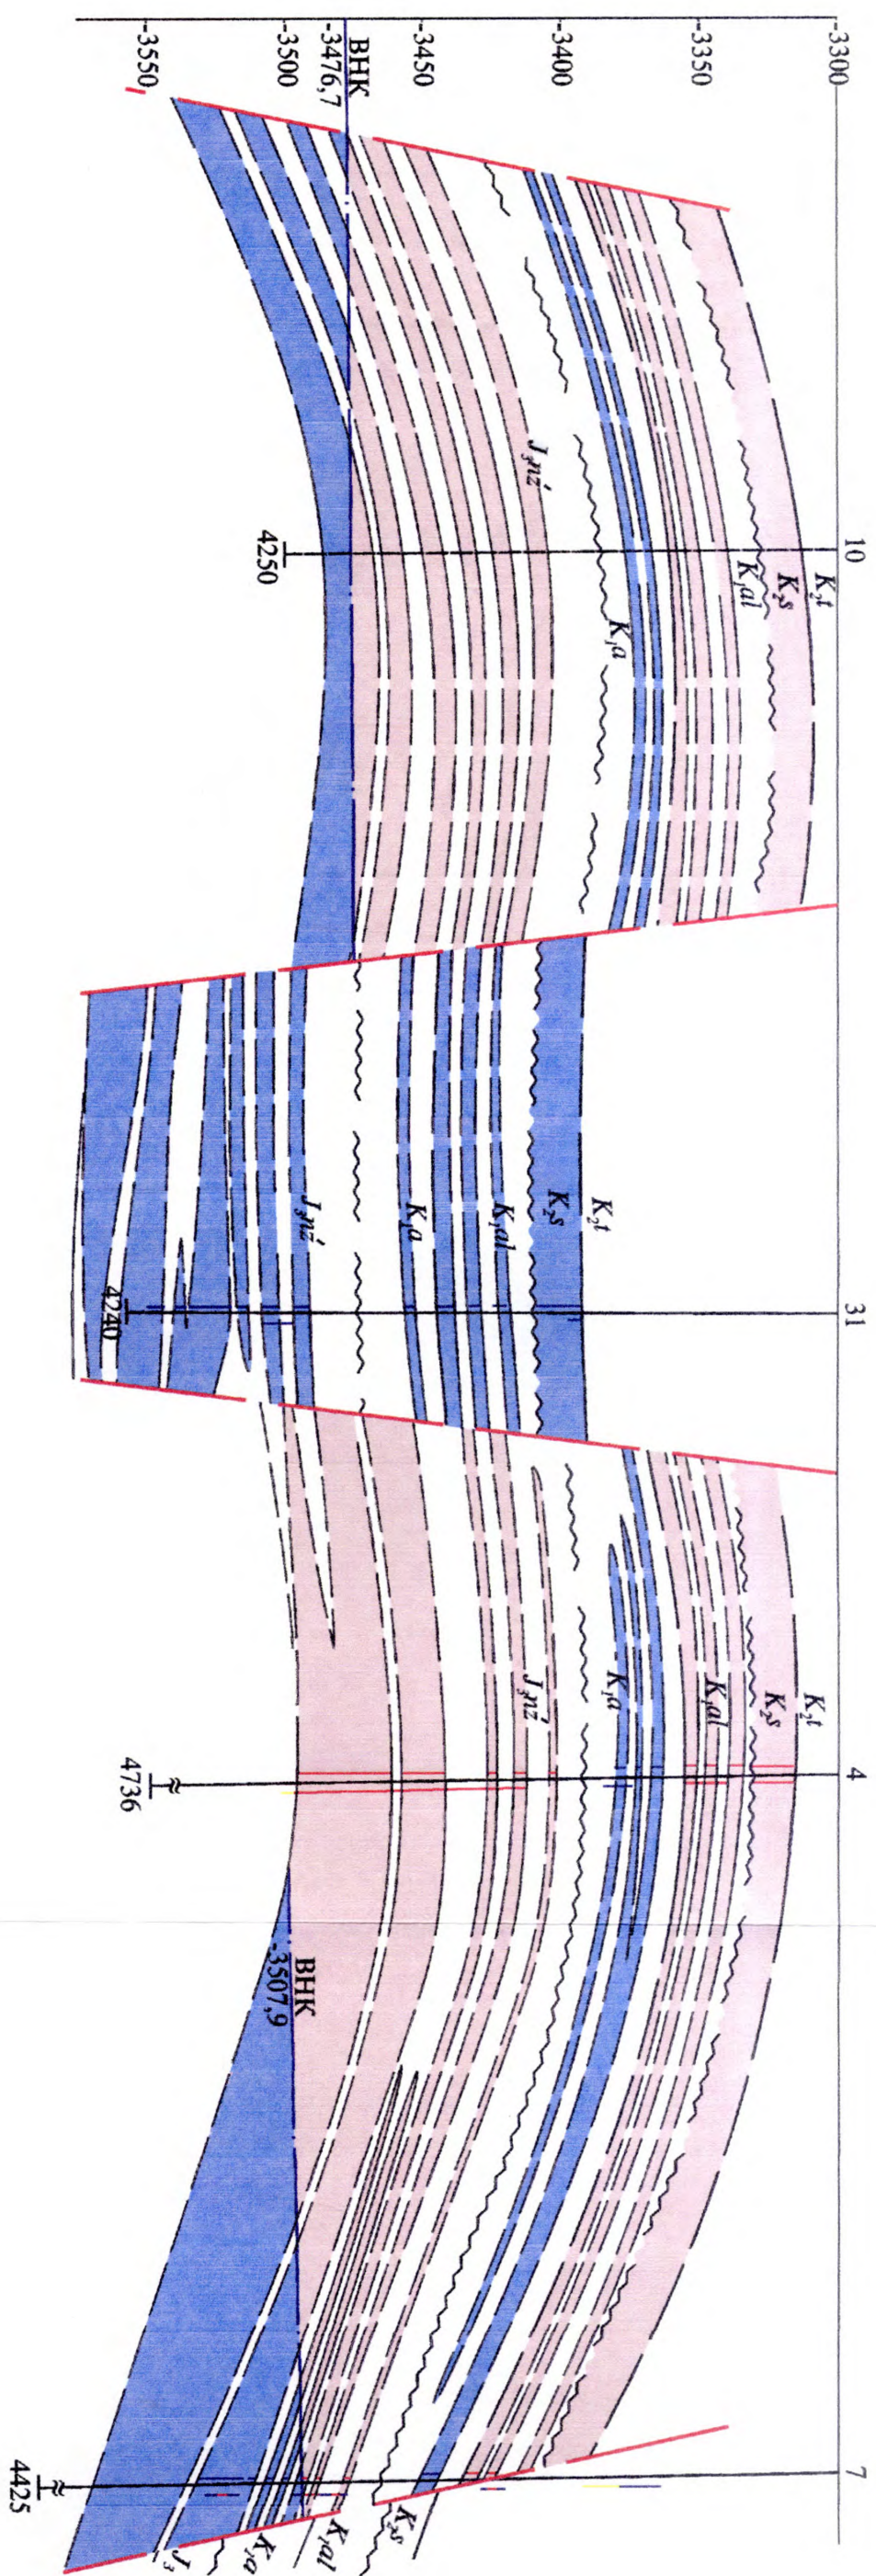 10
31
4
7
-3300
-3350
-3400
-3450
ВНК
-3476,7
-3500
-3550
K₂t
K₂s
K₁al
K₁a
J₃nz'
4250
K₂t
K₂s
K₁al
K₁a
J₃nz'
4240
K₂t
K₂s
K₁al
K₁a
J₃nz'
4736
ВНК
-3507,9
K₂s
K₁al
K₁a
J₃
4425